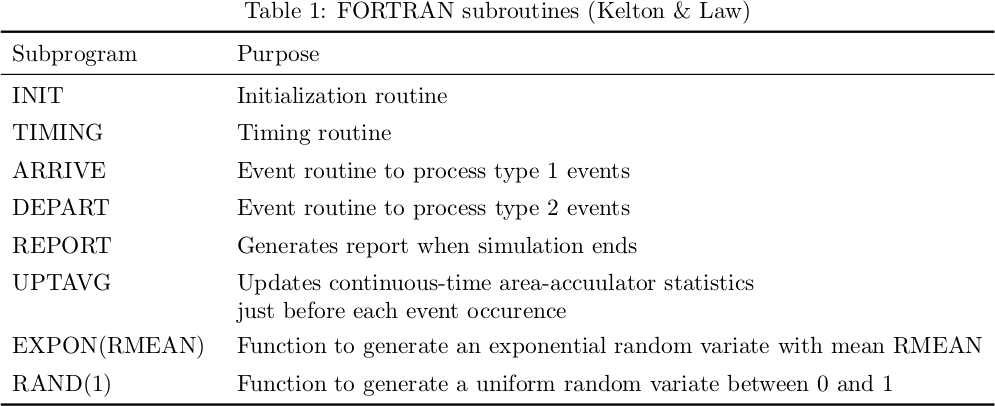 Table 1: FORTRAN subroutines (Kelton & Law)
Subprogram Purpose
INIT Initialization routine
TIMING Timing routine
ARRIVE Event routine to process type 1 events
DEPART Event routine to process type 2 events
REPORT Generates report when simulation ends
UPTAVG Updates continuous-time area-accuulator statistics
just before each event occurence
EXPON(RMEAN) Function to generate an exponential random variate with mean RMEAN
RAND(1) Function to generate a uniform random variate between 0 and 1